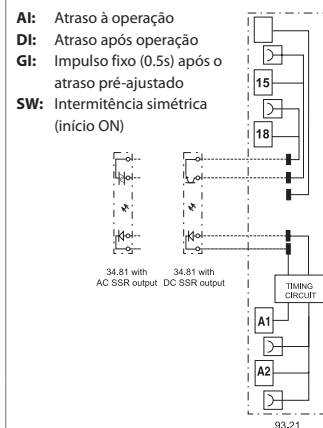 AI: Atraso à operação
DI: Atraso após operação
GI: Impulso fixo (0.5s) após o
atraso pré-ajustado
SW: Intermitência simétrica
(início ON)
15
18
34.81 with
AC SSR output
34.81 with
DC SSR output
TIMING
CIRCUIT
A1
A2
93.21